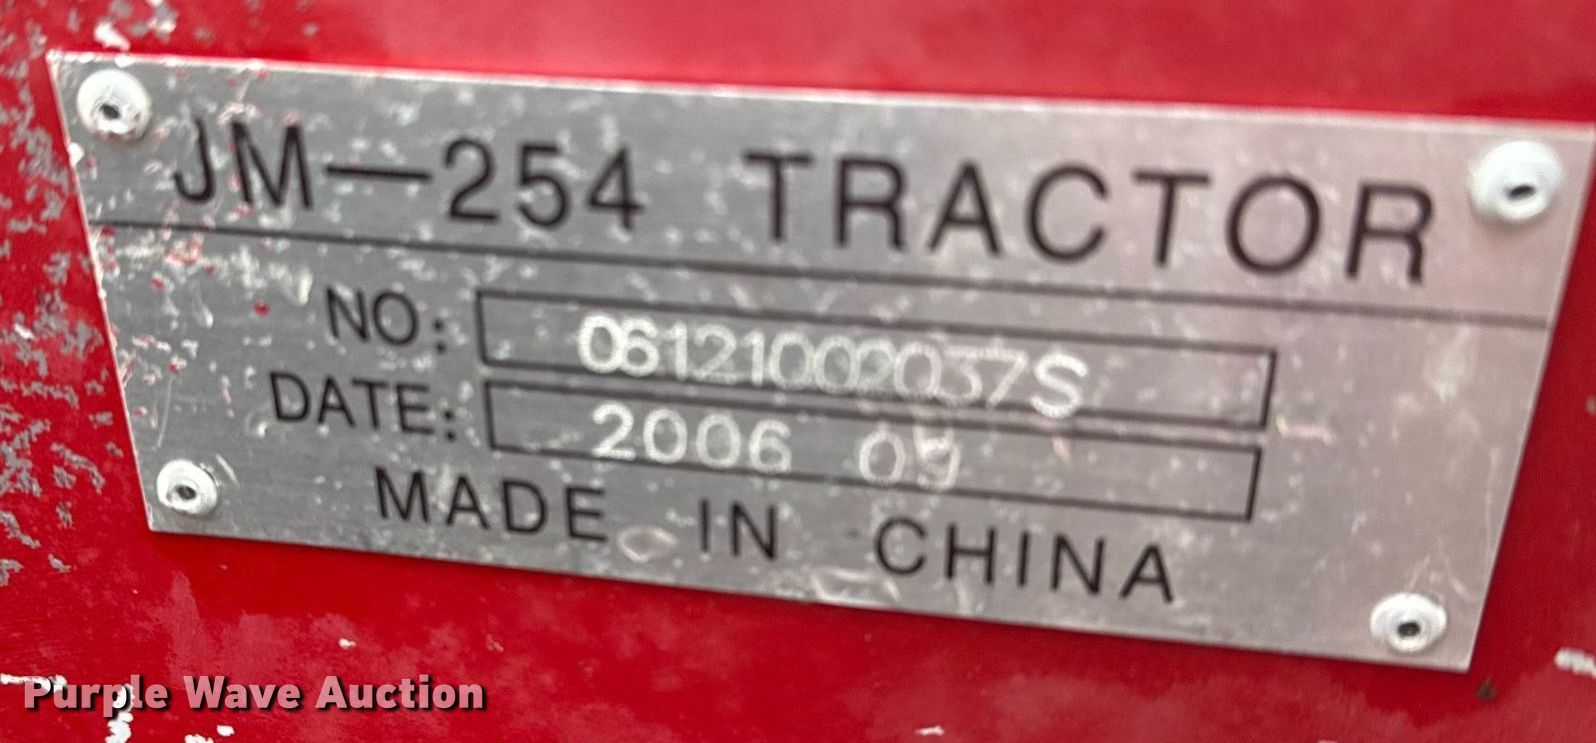 JM—254 TRACTOR
NO: 06121002037S
DATE: 2006 09
MADE IN CHINA
Purple Wave Auction